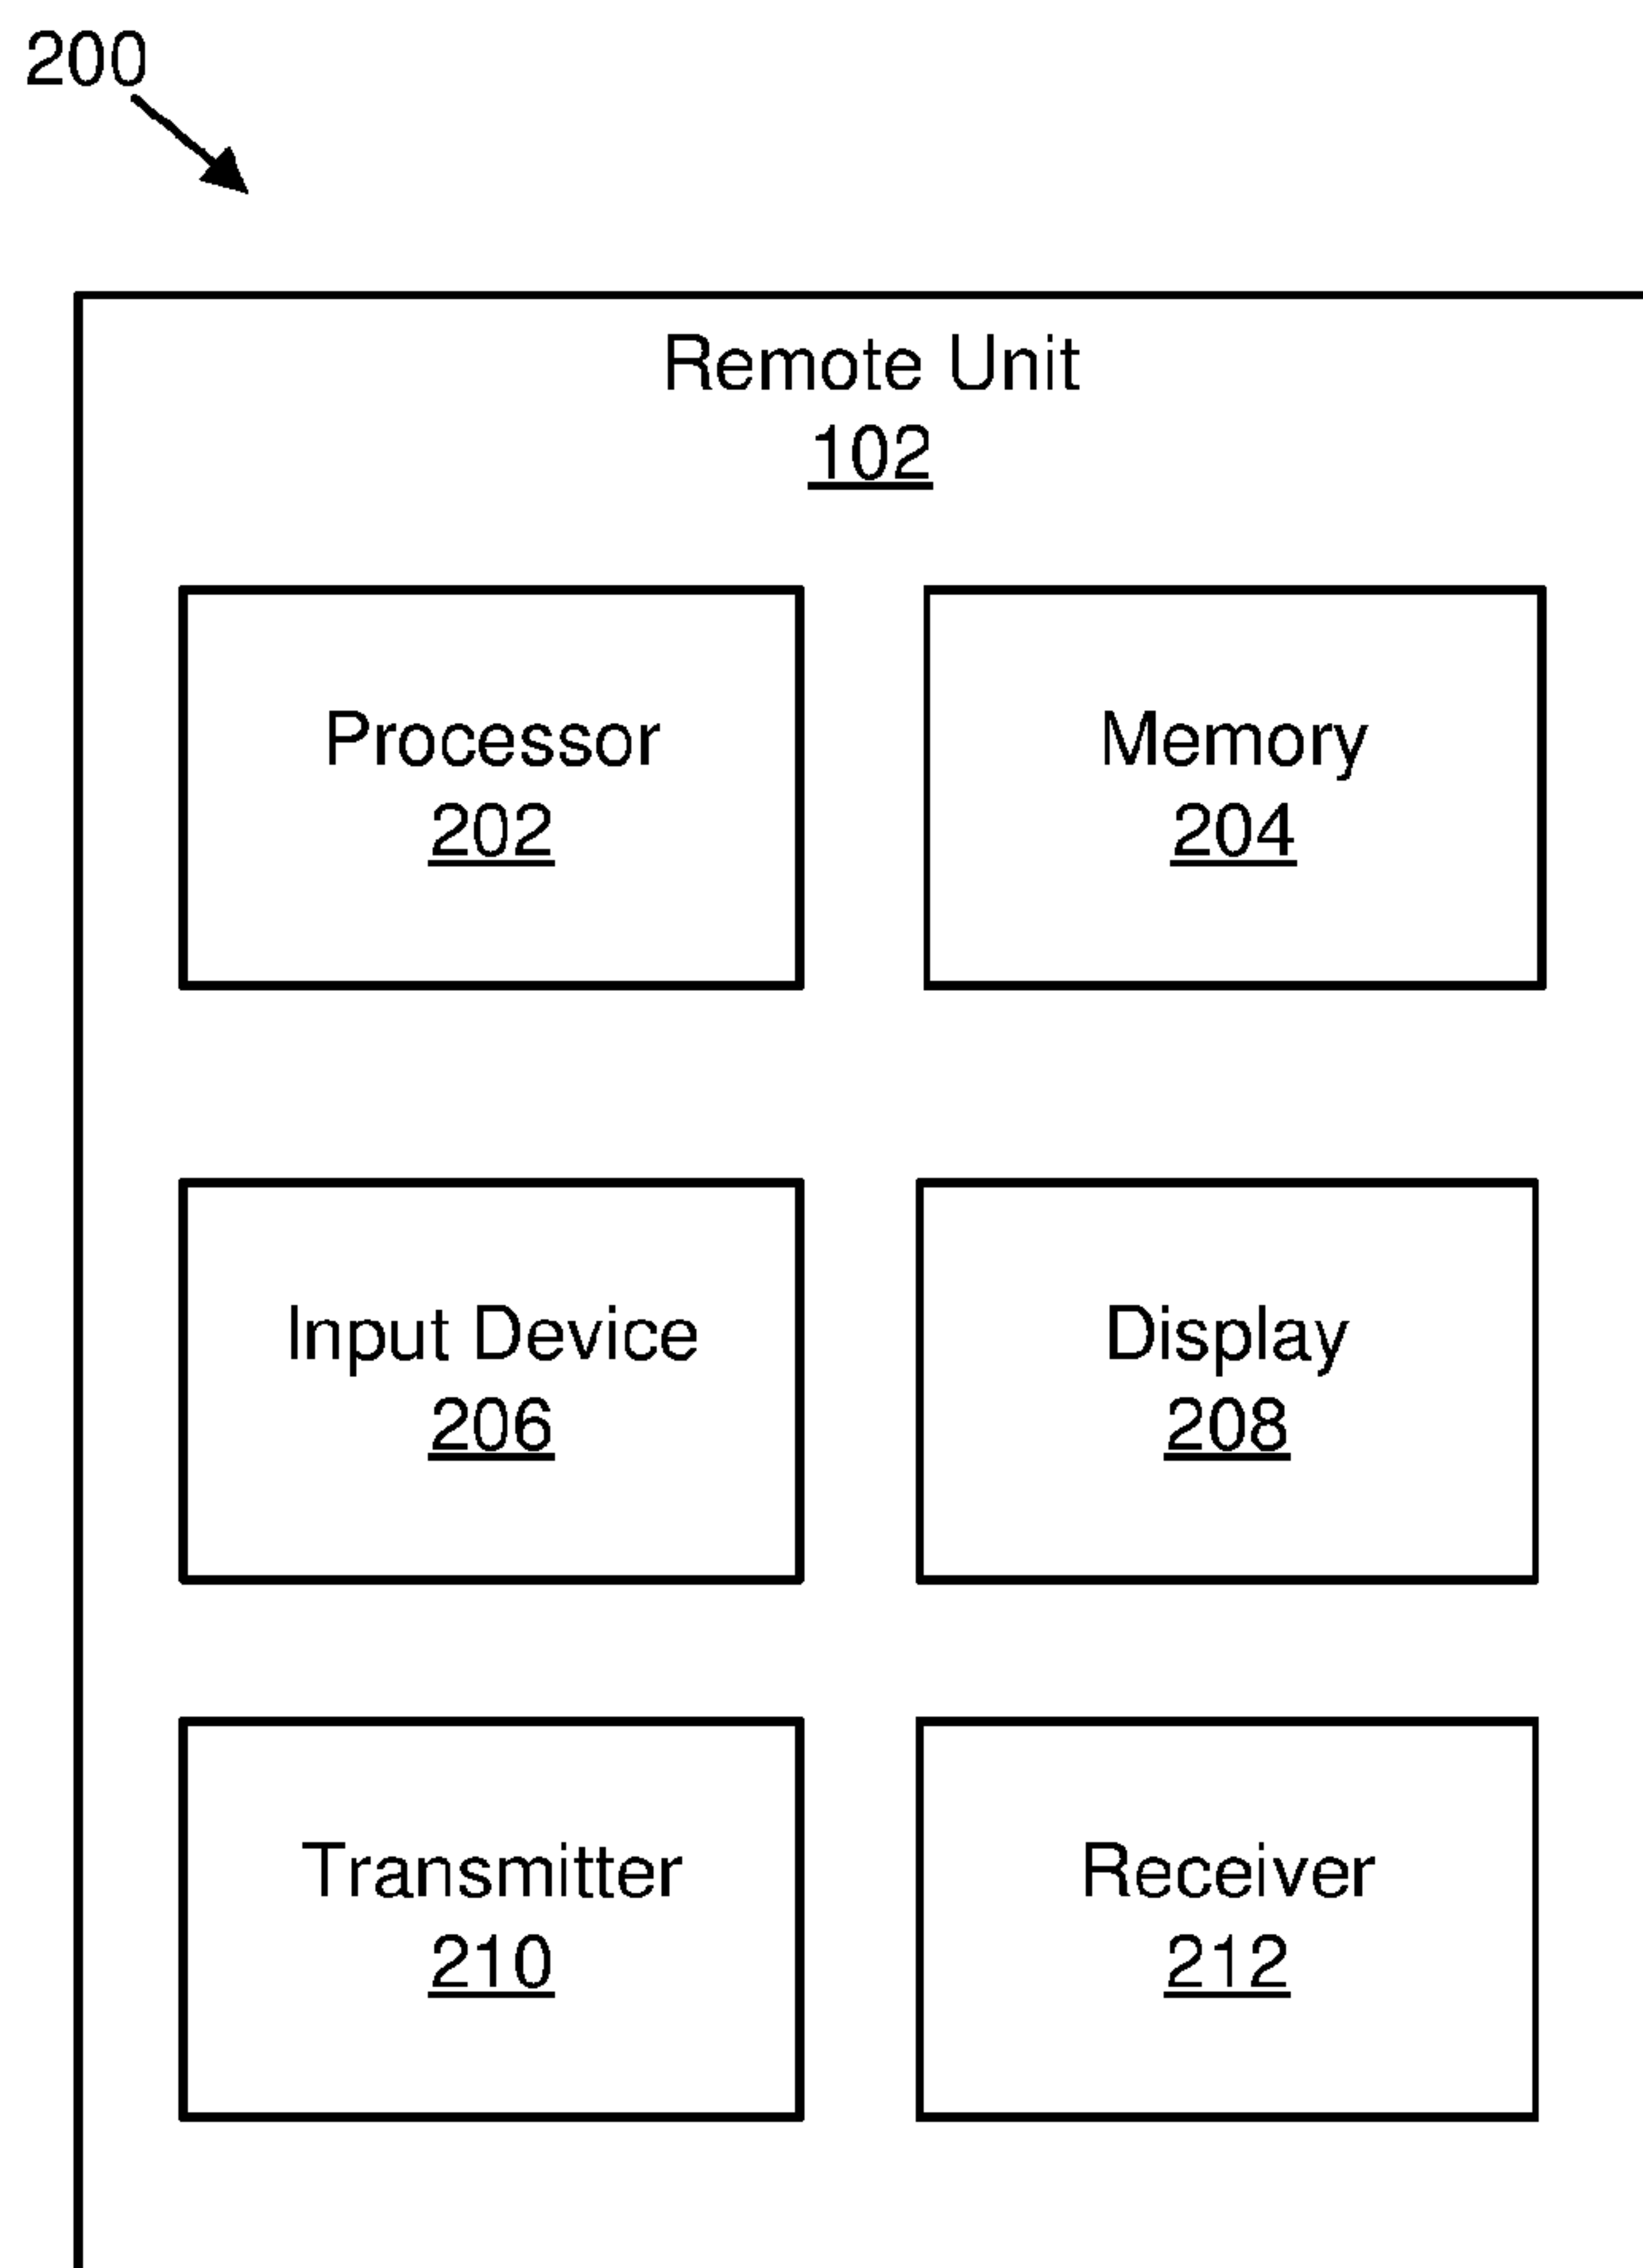 200
Remote Unit
102
Processor
202
Memory
204
Input Device
206
Display
208
Transmitter
210
Receiver
212